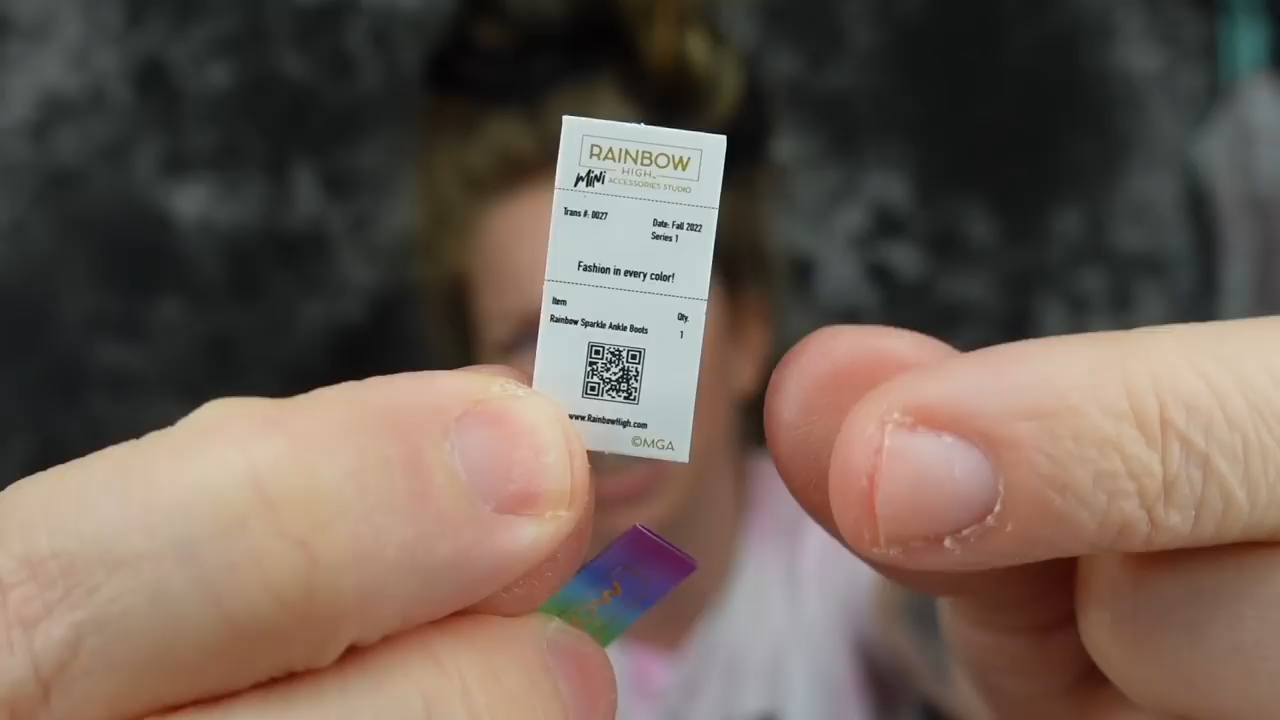 RAINBOW
HIGH
mini ACCESSORIES STUDIO
Trans #: 0027
Date: Fall 2022
Series 1
Fashion in every color!
Item Qty.
Rainbow Sparkle Ankle Boots 1
www.RainbowHigh.com
©MGA